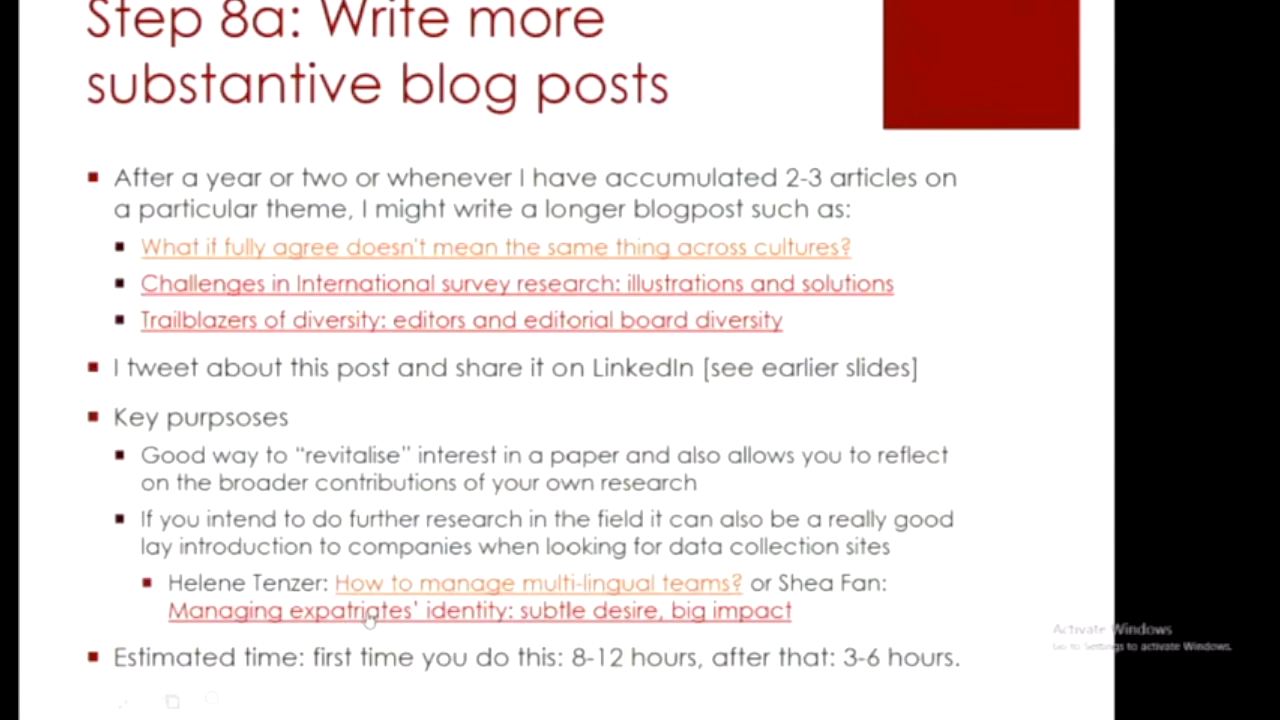 Step 8a: Write more
substantive blog posts
After a year or two or whenever I have accumulated 2-3 articles on
a particular theme, I might write a longer blogpost such as:
What if fully agree doesn't mean the same thing across cultures?
Challenges in International survey research: illustrations and solutions
Trailblazers of diversity: editors and editorial board diversity
I tweet about this post and share it on LinkedIn [see earlier slides]
Key purpsoses
Good way to “revitalise” interest in a paper and also allows you to reflect
on the broader contributions of your own research
If you intend to do further research in the field it can also be a really good
lay introduction to companies when looking for data collection sites
Helene Tenzer: How to manage multi-lingual teams? or Shea Fan:
Managing expatriates' identity: subtle desire, big impact
Activate Windows
Go to Settings to activate Windows.
Estimated time: first time you do this: 8-12 hours, after that: 3-6 hours.